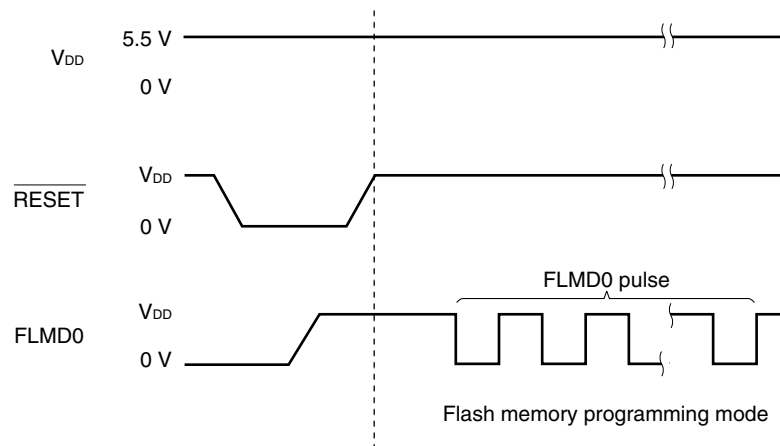 5.5 V
VDD
0 V
VDD
RESET
0 V
FLMD0 pulse
VDD
FLMD0
0 V
Flash memory programming mode